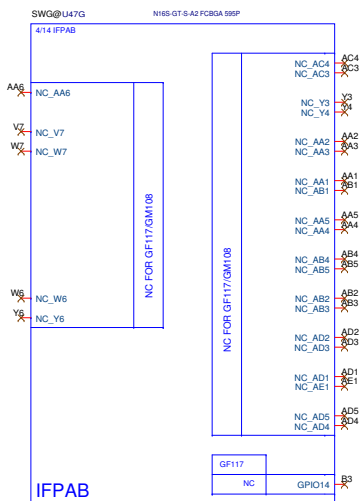 SWG@U47G N16S-GT-S-A2 FCBGA 595P
4/14 IFPAB
AA6 NC_AA6
V7 NC_V7
W7 NC_W7
W6 NC_W6
Y6 NC_Y6
NC FOR GF117/GM108
NC FOR GF117/GM108
NC_AC4 AC4
NC_AC3 AC3
NC_Y3 Y3
NC_Y4 Y4
NC_AA2 AA2
NC_AA3 AA3
NC_AA1 AA1
NC_AB1 AB1
NC_AA5 AA5
NC_AA4 AA4
NC_AB4 AB4
NC_AB5 AB5
NC_AB2 AB2
NC_AB3 AB3
NC_AD2 AD2
NC_AD3 AD3
NC_AD1 AD1
NC_AE1 AE1
NC_AD5 AD5
NC_AD4 AD4
GF117
NC GPIO14 B3
IFPAB